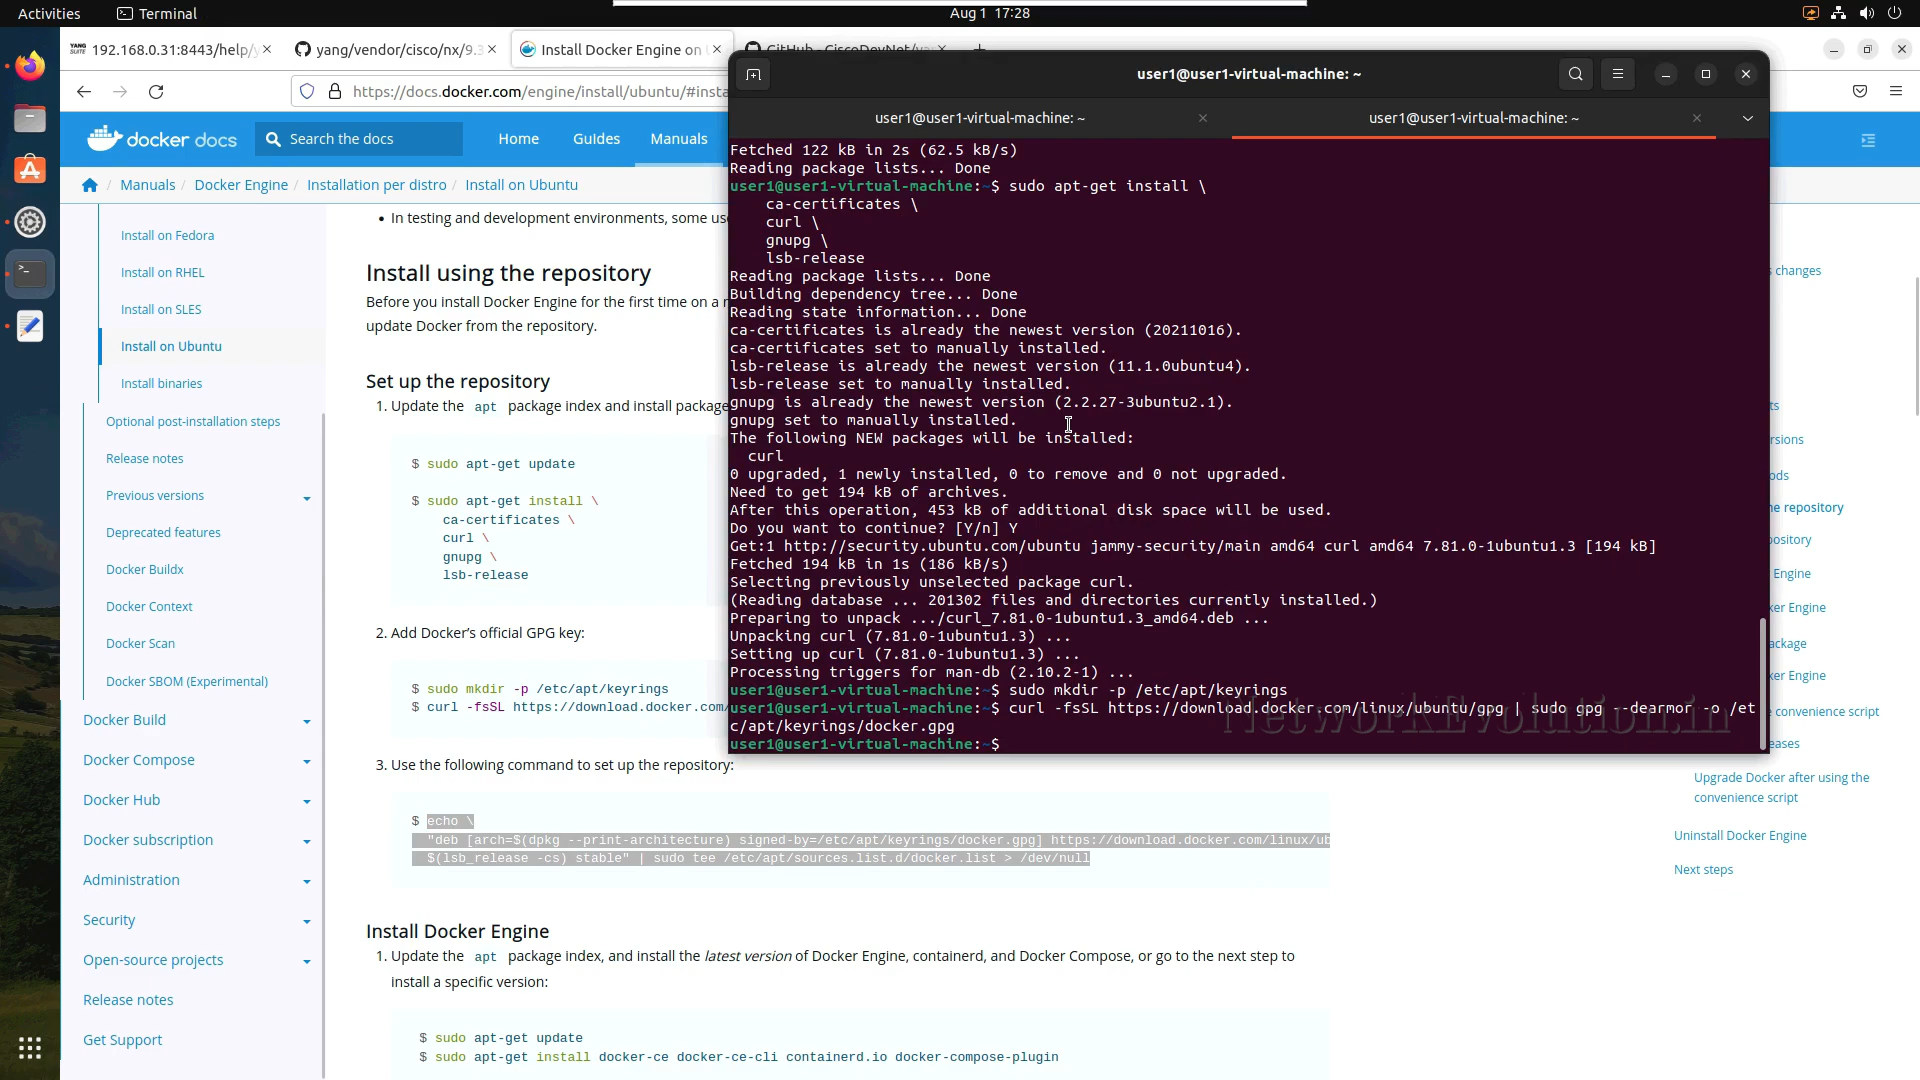 Activities
Terminal
Aug 1 17:28
YANG SUITE 192.168.0.31:8443/help/y
yang/vendor/cisco/nx/9.3
Install Docker Engine on
GitHub - CiscoDevNet/ya
https://docs.docker.com/engine/install/ubuntu/#insta
docker docs
Search the docs
Home
Guides
Manuals
Manuals / Docker Engine / Installation per distro / Install on Ubuntu
Install on Fedora
Install on RHEL
Install on SLES
Install on Ubuntu
Install binaries
Optional post-installation steps
Release notes
Previous versions
Deprecated features
Docker Buildx
Docker Context
Docker Scan
Docker SBOM (Experimental)
Docker Build
Docker Compose
Docker Hub
Docker subscription
Administration
Security
Open-source projects
Release notes
Get Support
• In testing and development environments, some use
Install using the repository
Before you install Docker Engine for the first time on a
update Docker from the repository.
Set up the repository
1. Update the apt package index and install package
$ sudo apt-get update
$ sudo apt-get install \
ca-certificates \
curl \
gnupg \
lsb-release
2. Add Docker’s official GPG key:
$ sudo mkdir -p /etc/apt/keyrings
$ curl -fsSL https://download.docker.com/
3. Use the following command to set up the repository:
$ echo \
"deb [arch=$(dpkg --print-architecture) signed-by=/etc/apt/keyrings/docker.gpg] https://download.docker.com/linux/ub
$(lsb_release -cs) stable" | sudo tee /etc/apt/sources.list.d/docker.list > /dev/null
Install Docker Engine
1. Update the apt package index, and install the latest version of Docker Engine, containerd, and Docker Compose, or go to the next step to
install a specific version:
$ sudo apt-get update
$ sudo apt-get install docker-ce docker-ce-cli containerd.io docker-compose-plugin
user1@user1-virtual-machine: ~
user1@user1-virtual-machine: ~
user1@user1-virtual-machine: ~
Fetched 122 kB in 2s (62.5 kB/s)
Reading package lists... Done
user1@user1-virtual-machine:~$ sudo apt-get install \
ca-certificates \
curl \
gnupg \
lsb-release
Reading package lists... Done
Building dependency tree... Done
Reading state information... Done
ca-certificates is already the newest version (20211016).
ca-certificates set to manually installed.
lsb-release is already the newest version (11.1.0ubuntu4).
lsb-release set to manually installed.
gnupg is already the newest version (2.2.27-3ubuntu2.1).
gnupg set to manually installed.
The following NEW packages will be installed:
curl
0 upgraded, 1 newly installed, 0 to remove and 0 not upgraded.
Need to get 194 kB of archives.
After this operation, 453 kB of additional disk space will be used.
Do you want to continue? [Y/n] Y
Get:1 http://security.ubuntu.com/ubuntu jammy-security/main amd64 curl amd64 7.81.0-1ubuntu1.3 [194 kB]
Fetched 194 kB in 1s (186 kB/s)
Selecting previously unselected package curl.
(Reading database ... 201302 files and directories currently installed.)
Preparing to unpack .../curl_7.81.0-1ubuntu1.3_amd64.deb ...
Unpacking curl (7.81.0-1ubuntu1.3) ...
Setting up curl (7.81.0-1ubuntu1.3) ...
Processing triggers for man-db (2.10.2-1) ...
user1@user1-virtual-machine:~$ sudo mkdir -p /etc/apt/keyrings
user1@user1-virtual-machine:~$ curl -fsSL https://download.docker.com/linux/ubuntu/gpg | sudo gpg --dearmor -o /et
c/apt/keyrings/docker.gpg
user1@user1-virtual-machine:~$
NetworkEvolution.in
s changes
ts
rsions
ods
e repository
ository
Engine
ker Engine
ackage
ker Engine
convenience script
eases
Upgrade Docker after using the
convenience script
Uninstall Docker Engine
Next steps